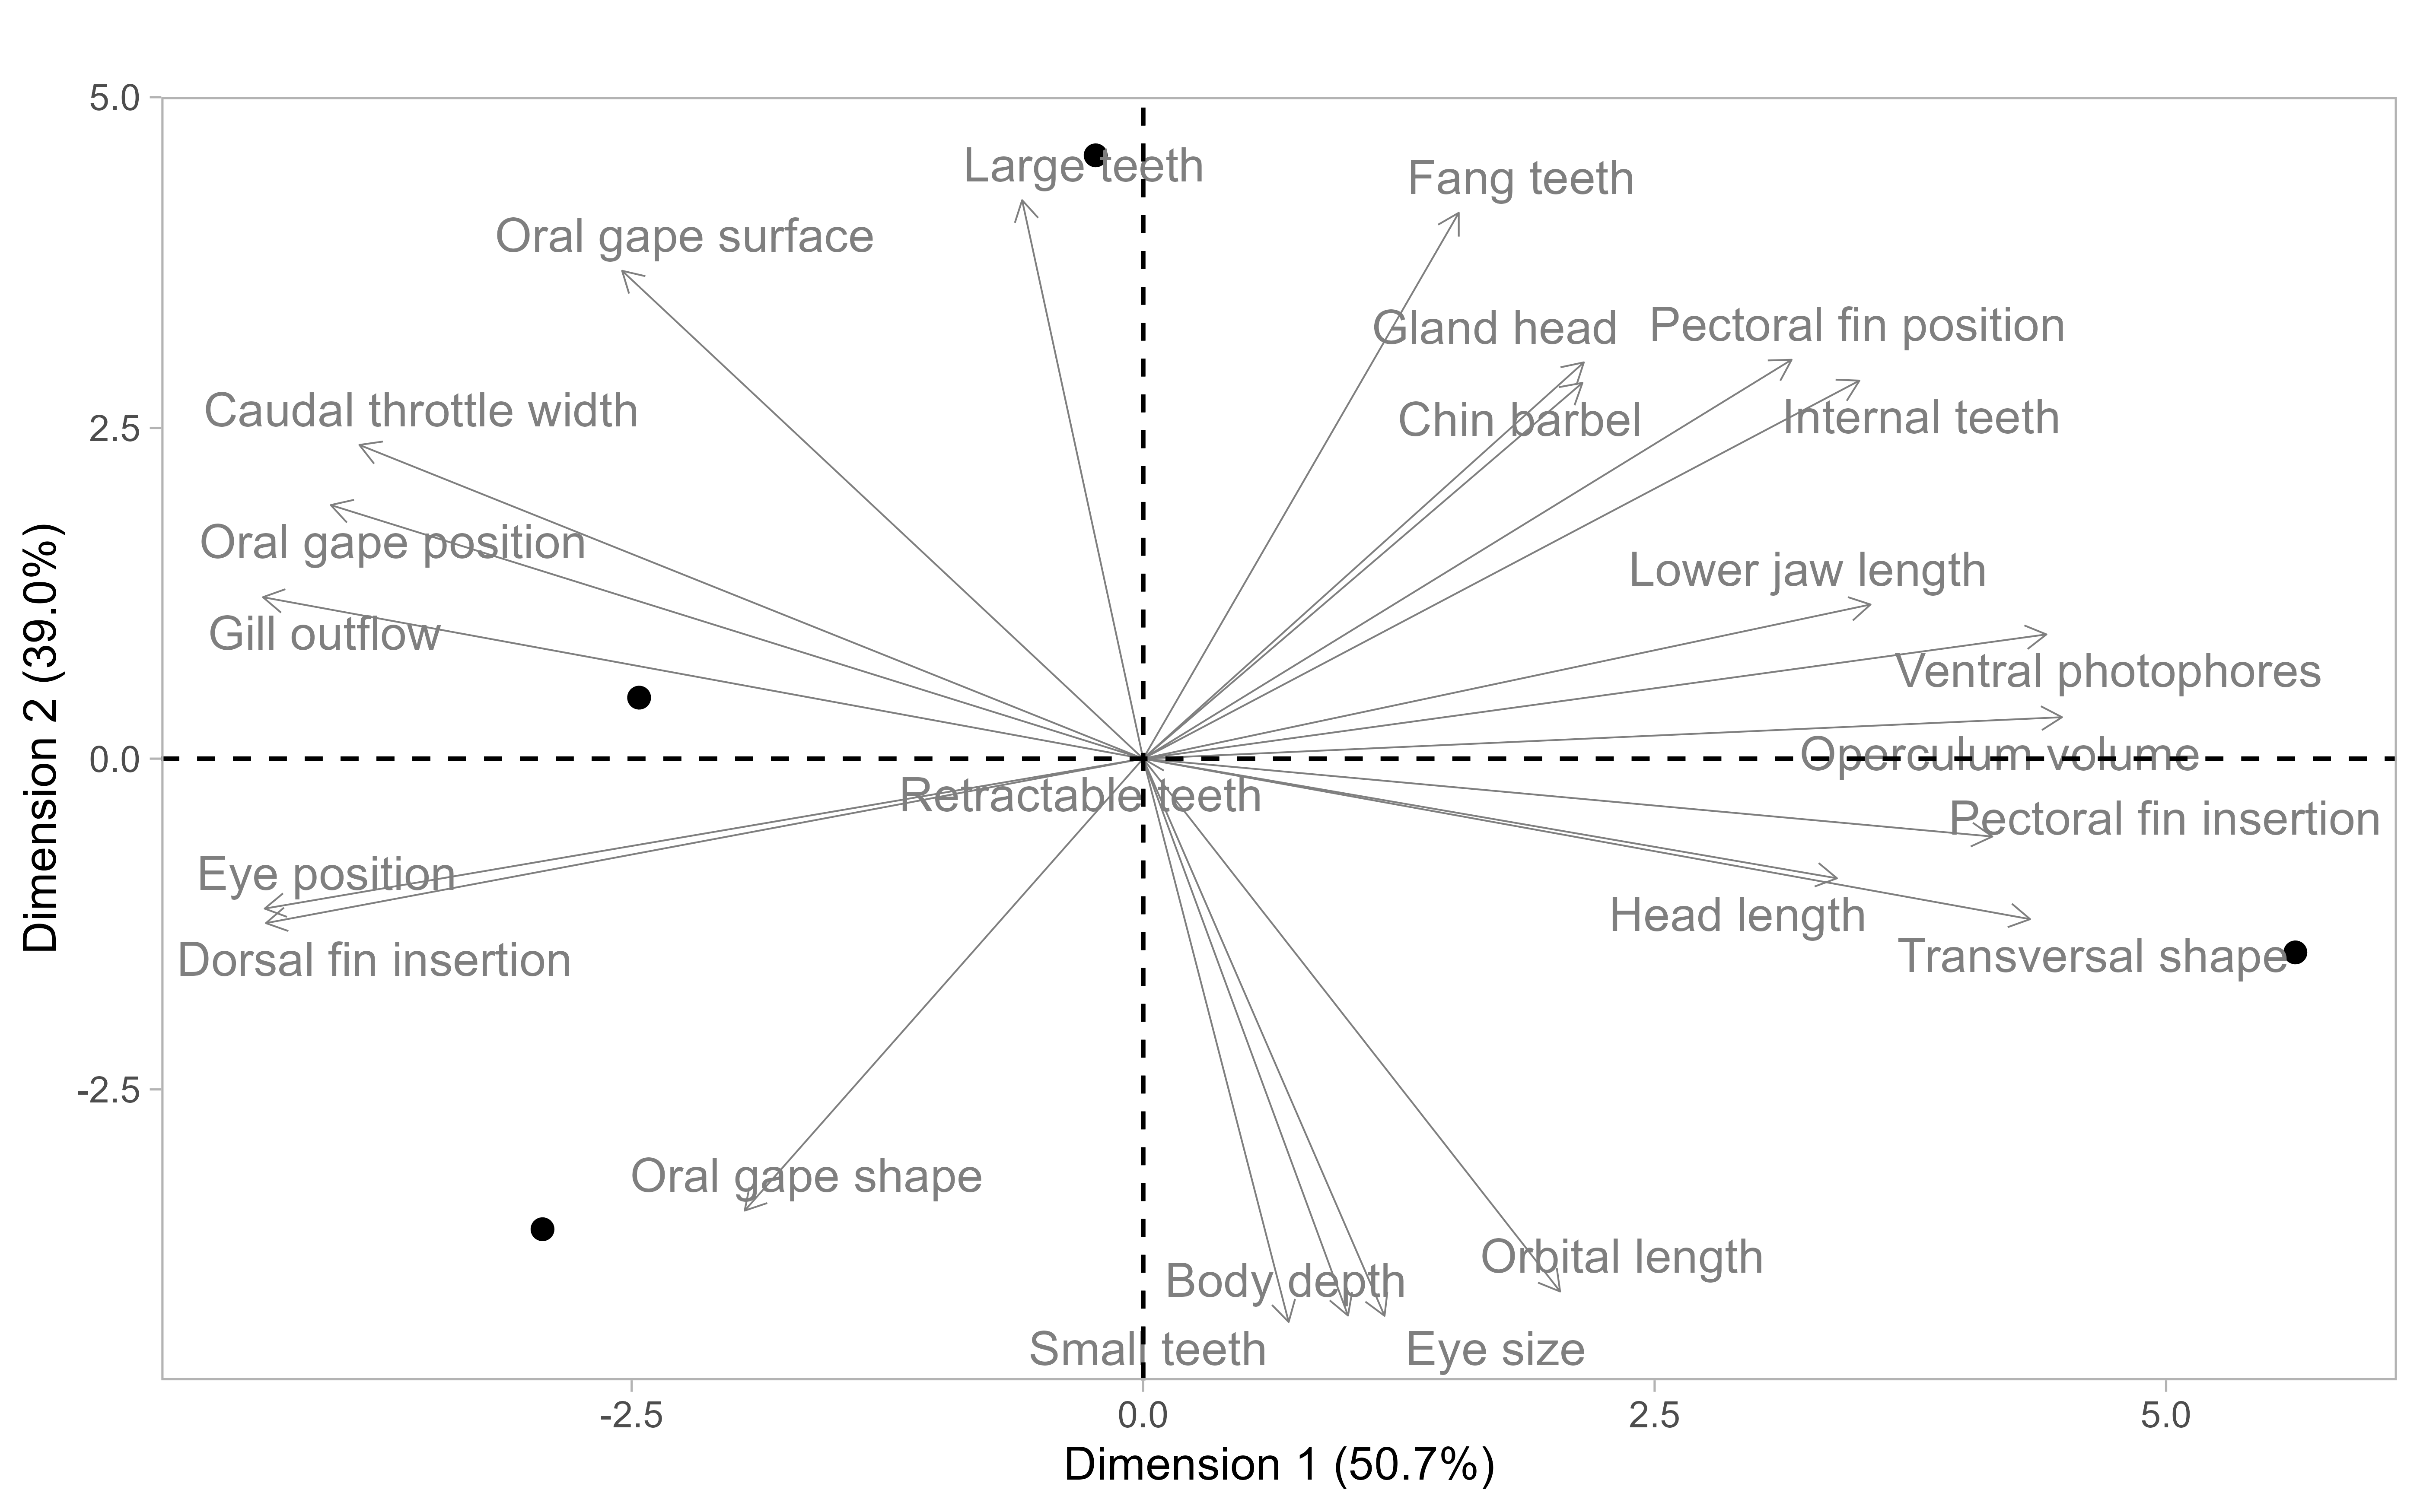 5.0
Large teeth
Fang teeth
Oral gape surface
Gland head
Pectoral fin position
Caudal throttle width
Chin barbel
Internal teeth
2.5
Oral gape position
Lower jaw length
Gill outflow
Ventral photophores
Dimension 2 (39.0%)
0.0
Operculum volume
Retractable teeth
Pectoral fin insertion
Eye position
Head length
Dorsal fin insertion
Transversal shape
-2.5
Oral gape shape
Orbital length
Body depth
Small teeth
Eye size
-2.5
0.0
2.5
5.0
Dimension 1 (50.7%)